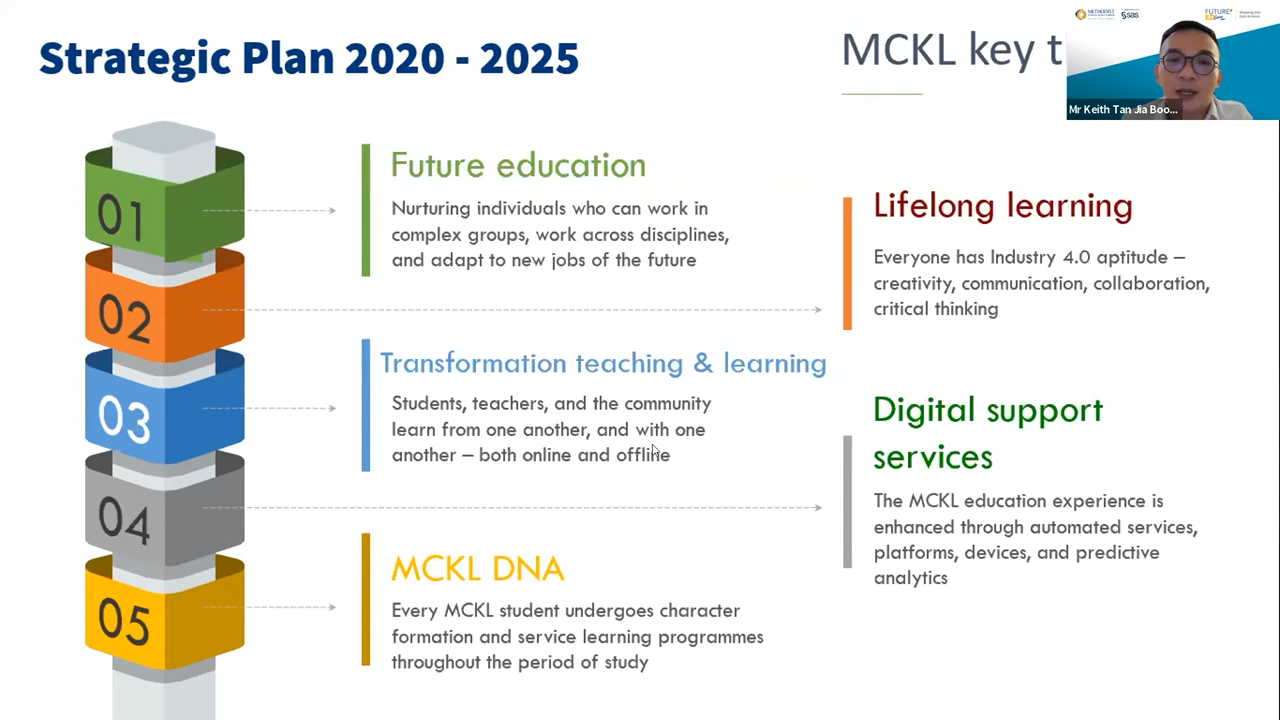 Strategic Plan 2020 - 2025
MCKL key t
METHODIST
sas
FUTURE
ED
Mr Keith Tan Jia Boo...
01
Future education
Nurturing individuals who can work in
complex groups, work across disciplines,
and adapt to new jobs of the future
02
Lifelong learning
Everyone has Industry 4.0 aptitude –
creativity, communication, collaboration,
critical thinking
03
Transformation teaching & learning
Students, teachers, and the community
learn from one another, and with one
another – both online and offline
04
Digital support
services
The MCKL education experience is
enhanced through automated services,
platforms, devices, and predictive
analytics
05
MCKL DNA
Every MCKL student undergoes character
formation and service learning programmes
throughout the period of study